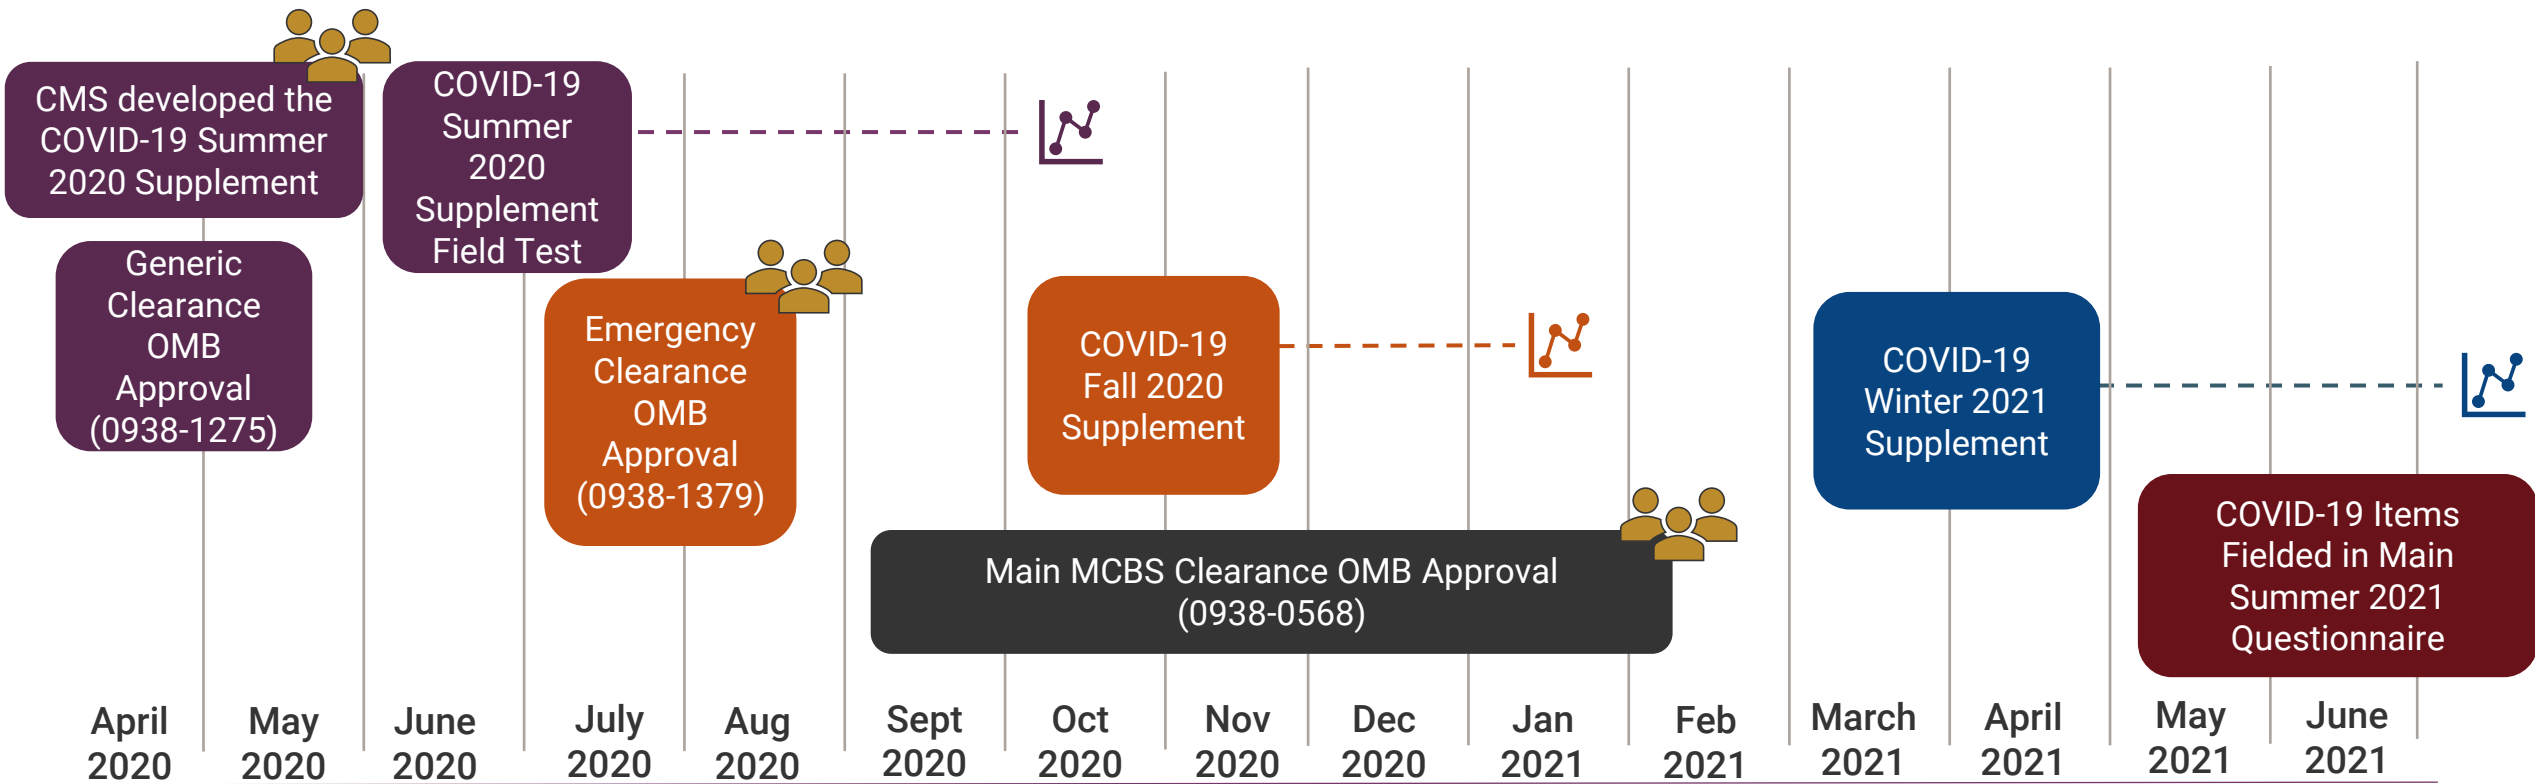 CMS developed the
COVID-19 Summer
2020 Supplement
COVID-19
Summer
2020
Supplement
Field Test
Generic
Clearance
OMB
Approval
(0938-1275)
Emergency
Clearance
OMB
Approval
(0938-1379)
COVID-19
Fall 2020
Supplement
COVID-19
Winter 2021
Supplement
Main MCBS Clearance OMB Approval
(0938-0568)
COVID-19 Items
Fielded in Main
Summer 2021
Questionnaire
April
2020
May
2020
June
2020
July
2020
Aug
2020
Sept
2020
Oct
2020
Nov
2020
Dec
2020
Jan
2021
Feb
2021
March
2021
April
2021
May
2021
June
2021